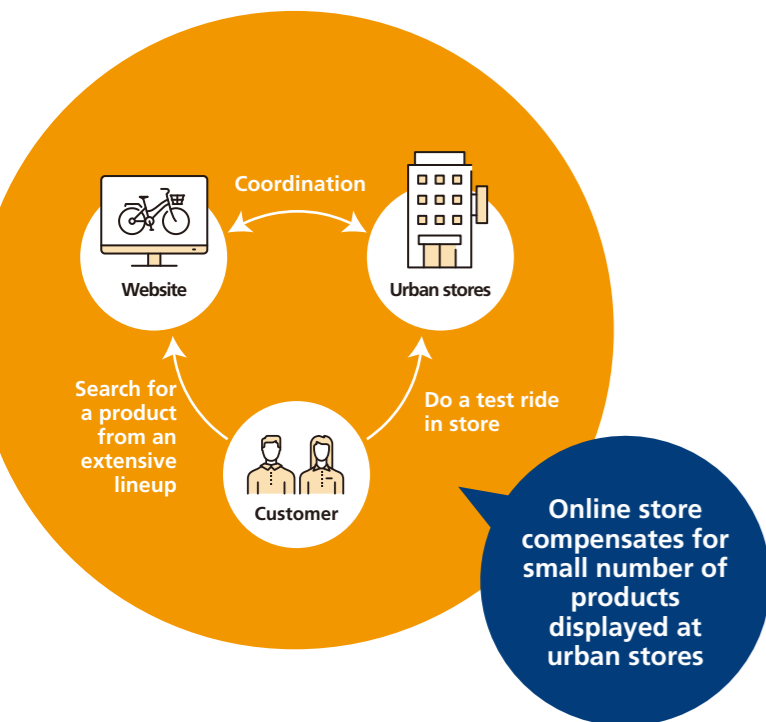 Coordination
Website
Urban stores
Search for
a product
from an
extensive
lineup
Do a test ride
in store
Customer
Online store
compensates for
small number of
products
displayed at
urban stores